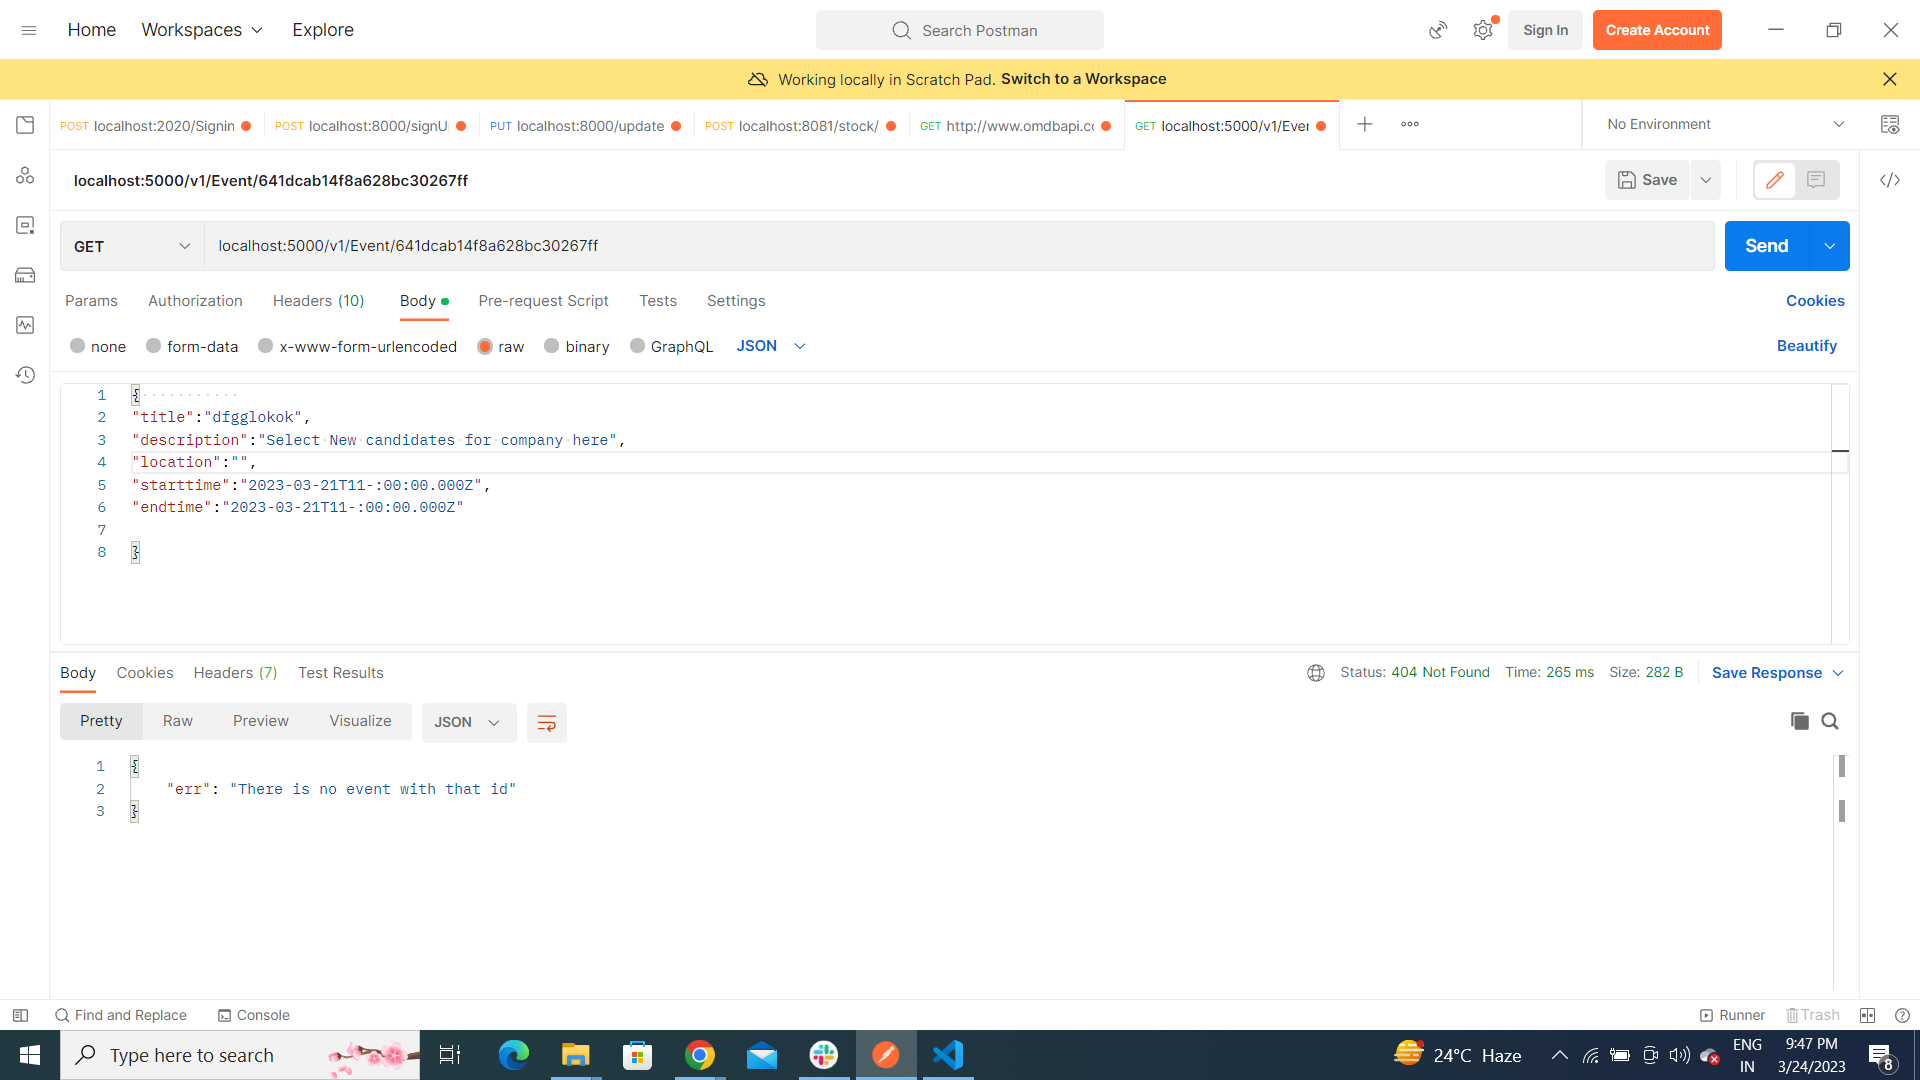 Home Workspaces Explore Search Postman Sign In Create Account
Working locally in Scratch Pad. Switch to a Workspace
POST localhost:2020/Signin POST localhost:8000/signU PUT localhost:8000/update POST localhost:8081/stock/ GET http://www.omdbapi.co GET localhost:5000/v1/Ever No Environment
localhost:5000/v1/Event/641dcab14f8a628bc30267ff Save
GET localhost:5000/v1/Event/641dcab14f8a628bc30267ff Send
Params Authorization Headers (10) Body Pre-request Script Tests Settings Cookies
none form-data x-www-form-urlencoded raw binary GraphQL JSON Beautify
1 {
2 "title":"dfgglokok",
3 "description":"Select New candidates for company here",
4 "location":"",
5 "starttime":"2023-03-21T11-:00:00.000Z",
6 "endtime":"2023-03-21T11-:00:00.000Z"
7
8 }
Body Cookies Headers (7) Test Results Status: 404 Not Found Time: 265 ms Size: 282 B Save Response
Pretty Raw Preview Visualize JSON
1 {
2 "err": "There is no event with that id"
3 }
Find and Replace Console Runner Trash
Type here to search 24°C Haze ENG IN 9:47 PM 3/24/2023 8